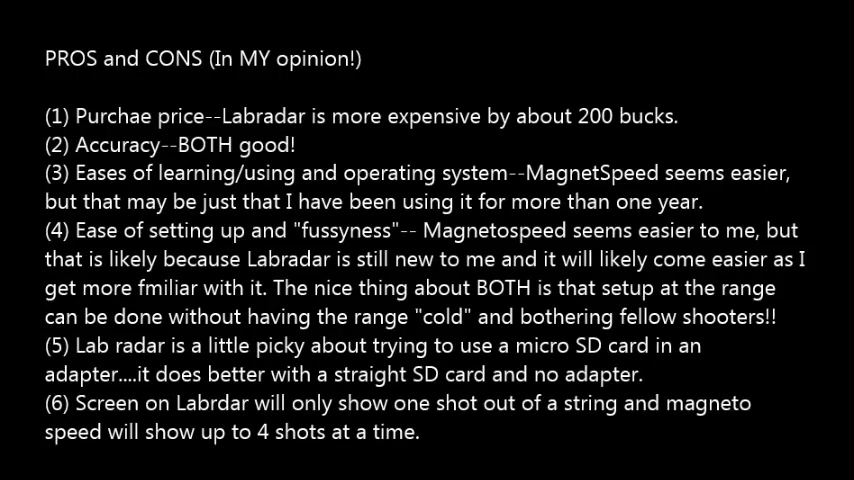 PROS and CONS (In MY opinion!)
(1) Purchae price--Labradar is more expensive by about 200 bucks.
(2) Accuracy--BOTH good!
(3) Eases of learning/using and operating system--MagnetSpeed seems easier,
but that may be just that I have been using it for more than one year.
(4) Ease of setting up and "fussyness"-- Magnetospeed seems easier to me, but
that is likely because Labradar is still new to me and it will likely come easier as I
get more fmiliar with it. The nice thing about BOTH is that setup at the range
can be done without having the range "cold" and bothering fellow shooters!!
(5) Lab radar is a little picky about trying to use a micro SD card in an
adapter....it does better with a straight SD card and no adapter.
(6) Screen on Labrdar will only show one shot out of a string and magneto
speed will show up to 4 shots at a time.